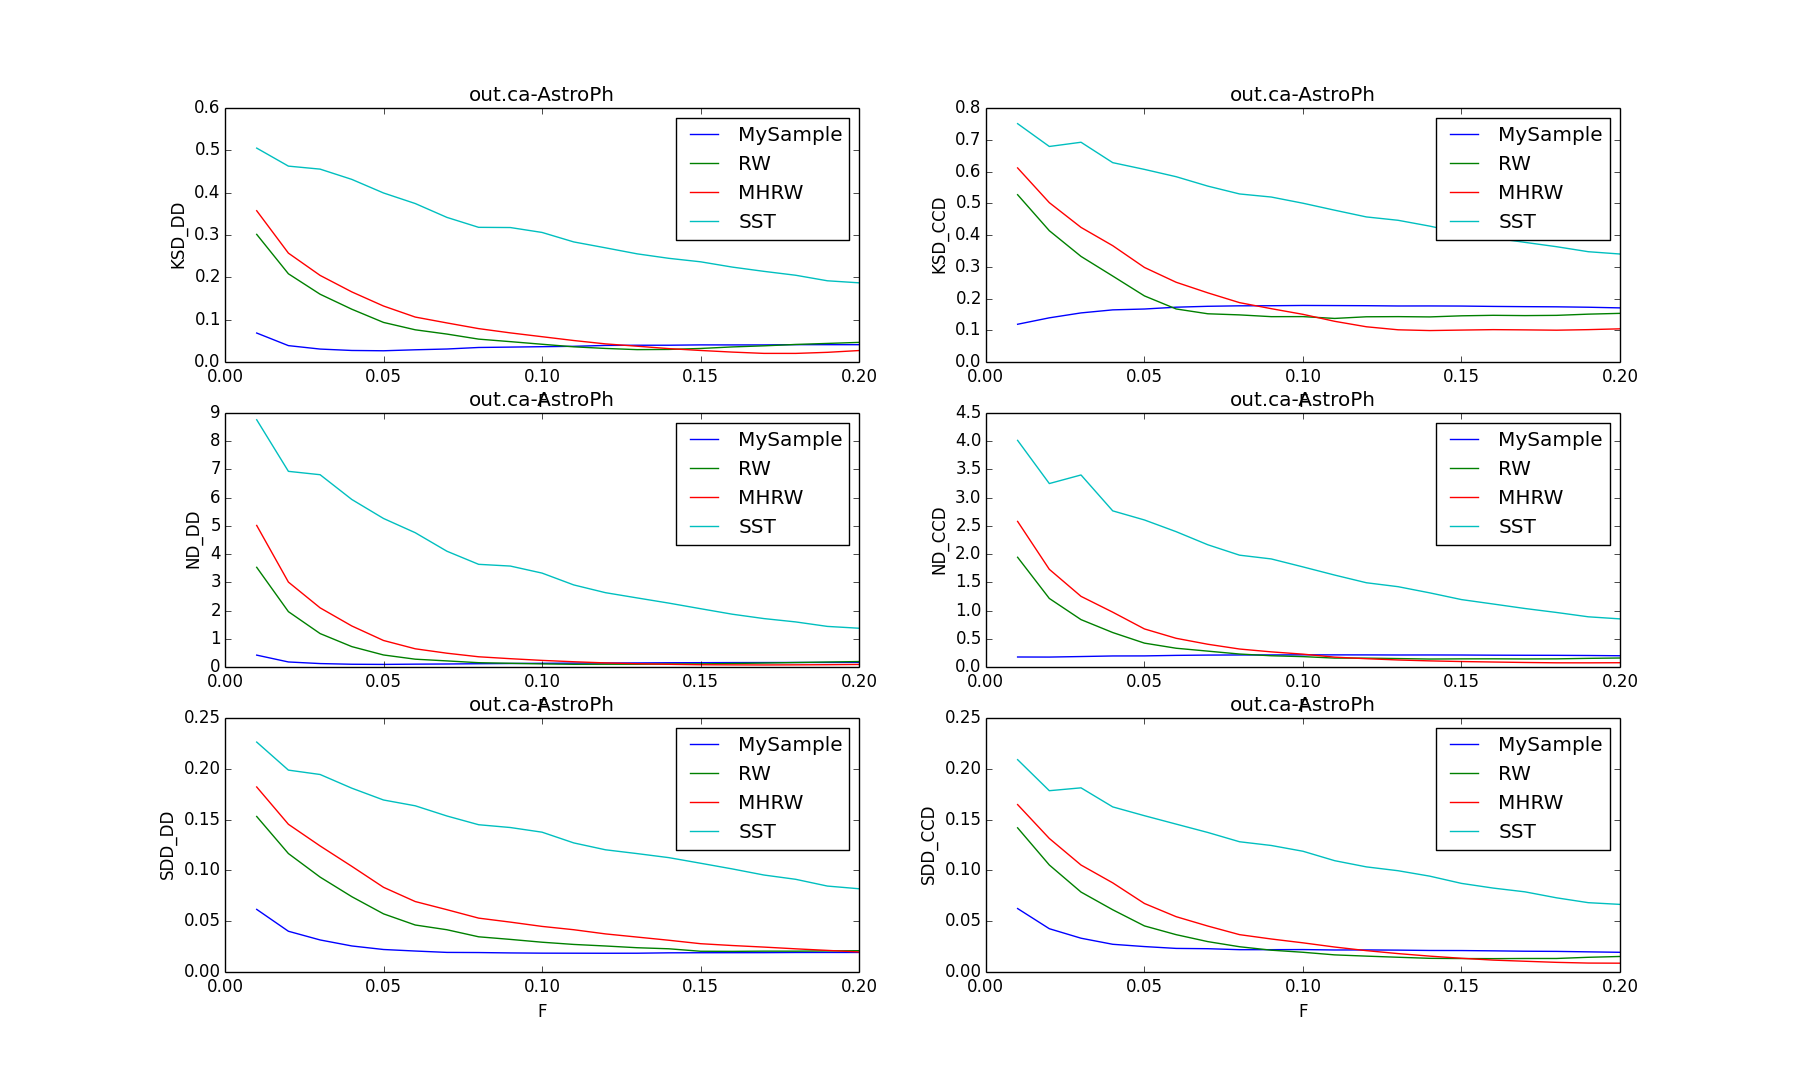 out.ca-AstroPh
0.6
0.5
0.4
0.3
0.2
0.1
0.0
KSD_DD
MySample
RW
MHRW
SST
0.00 0.05 0.10 0.15 0.20
F
out.ca-AstroPh
0.8
0.7
0.6
0.5
0.4
0.3
0.2
0.1
0.0
KSD_CCD
MySample
RW
MHRW
SST
0.00 0.05 0.10 0.15 0.20
F
out.ca-AstroPh
9
8
7
6
5
4
3
2
1
0
ND_DD
MySample
RW
MHRW
SST
0.00 0.05 0.10 0.15 0.20
F
out.ca-AstroPh
4.5
4.0
3.5
3.0
2.5
2.0
1.5
1.0
0.5
0.0
ND_CCD
MySample
RW
MHRW
SST
0.00 0.05 0.10 0.15 0.20
F
out.ca-AstroPh
0.25
0.20
0.15
0.10
0.05
0.00
SDD_DD
MySample
RW
MHRW
SST
0.00 0.05 0.10 0.15 0.20
F
out.ca-AstroPh
0.25
0.20
0.15
0.10
0.05
0.00
SDD_CCD
MySample
RW
MHRW
SST
0.00 0.05 0.10 0.15 0.20
F